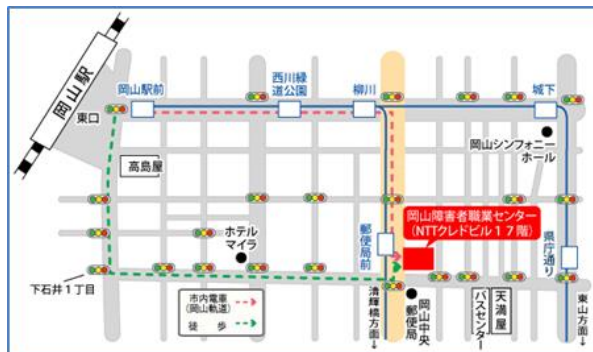 岡山駅
東口
岡山駅前
西川緑
道公園
柳川
城下
岡山シンフォニー
ホール
高島屋
岡山障害者職業センター
(NTTクレドビル17階)
郵便局前
県庁通り
ホテル
マイラ
下石井1丁目
市内電車
(岡山軌道)
徒 歩
清輝橋方面→
岡山中央
郵便局
天満屋
バスセンター
東山方面→